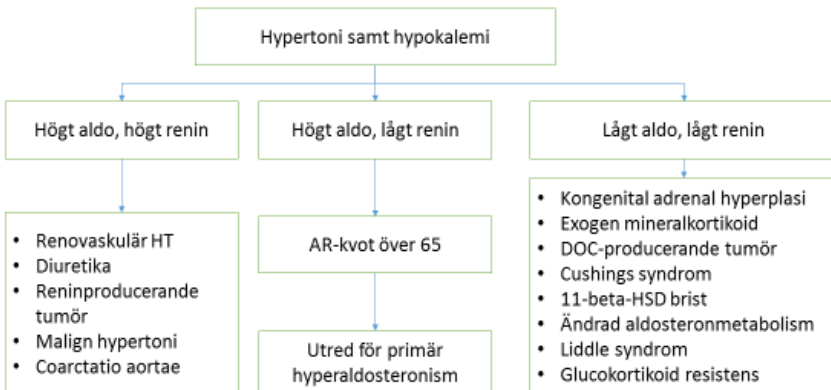 Hypertoni samt hypokalemi
Högt aldo, högt renin
Högt aldo, lågt renin
Lågt aldo, lågt renin
• Renovaskulär HT
• Diuretika
• Reninproducerande
tumör
• Malign hypertoni
• Coarctatio aortae
AR-kvot över 65
Utred för primär
hyperaldosteronism
• Kongenital adrenal hyperplasi
• Exogen mineralkortikoid
• DOC-producerande tumör
• Cushings syndrom
• 11-beta-HSD brist
• Ändrad aldosteronmetabolism
• Liddle syndrom
• Glucokortikoid resistens